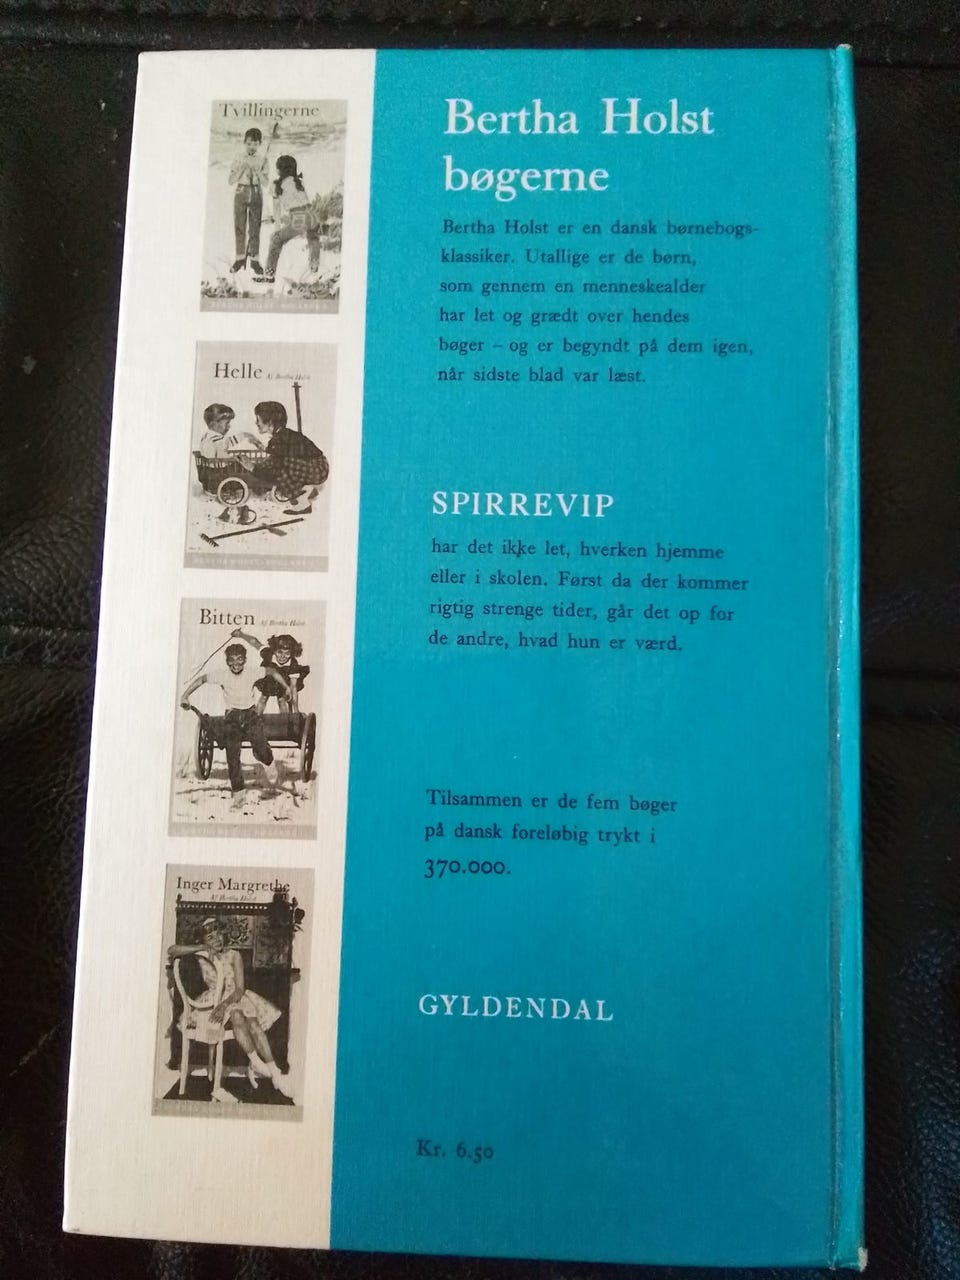 Tvillingerne
Helle Af Bertha Holst
Bitten Af Bertha Holst
Inger Margrethe
Af Bertha Holst
Bertha Holst
bøgerne
Bertha Holst er en dansk børnebogs-
klassiker. Utallige er de børn,
som gennem en menneskealder
har let og grædt over hendes
bøger – og er begyndt på dem igen,
når sidste blad var læst.
SPIRREVIP
har det ikke let, hverken hjemme
eller i skolen. Først da der kommer
rigtig strenge tider, går det op for
de andre, hvad hun er værd.
Tilsammen er de fem bøger
på dansk foreløbig trykt i
370.000.
GYLDENDAL
Kr. 6.50